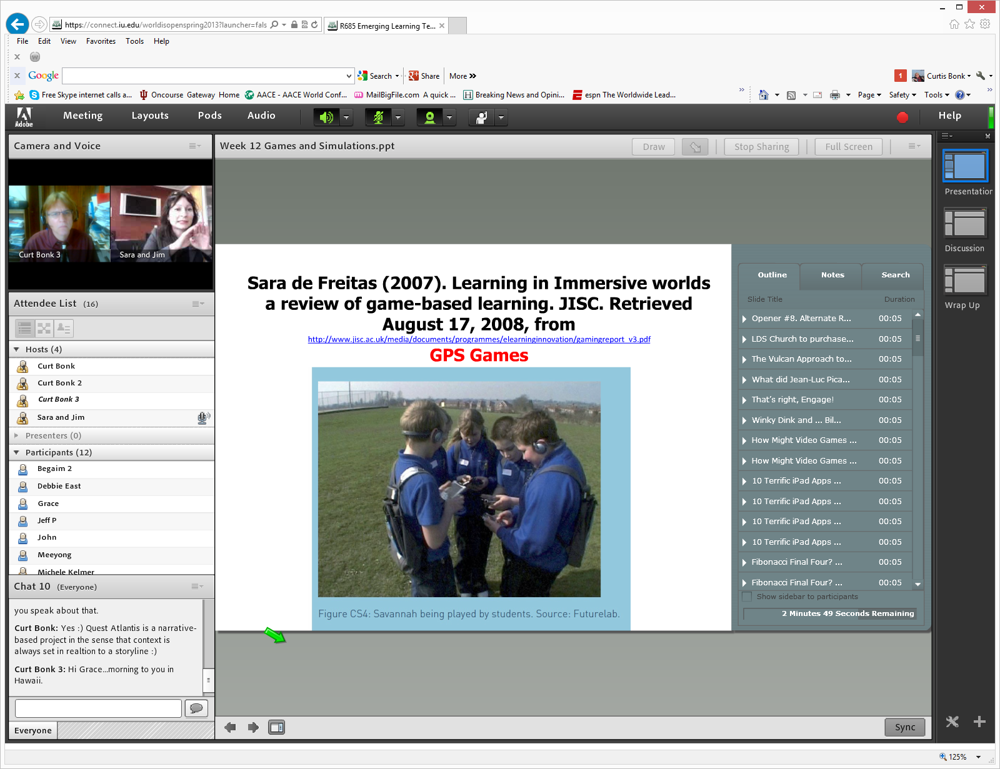 https://connect.iu.edu/worldisopenspring2013?launcher=fals
R685 Emerging Learning Te...
File Edit View Favorites Tools Help
Google
Search
Share
More
1
Curtis Bonk
Free Skype internet calls a...
Oncourse Gateway Home
AACE - AACE World Conf...
MailBigFile.com A quick ...
Breaking News and Opini...
espn The Worldwide Lead...
Page Safety Tools
Adobe
Meeting Layouts Pods Audio
Help
Camera and Voice
Curt Bonk 3
Sara and Jim
Attendee List (16)
Hosts (4)
Curt Bonk
Curt Bonk 2
Curt Bonk 3
Sara and Jim
Presenters (0)
Participants (12)
Begaim 2
Debbie East
Grace
Jeff P
John
Meeyong
Michele Kelmer
Chat 10 (Everyone)
you speak about that.
Curt Bonk: Yes :) Quest Atlantis is a narrative-
based project in the sense that context is
always set in realtion to a storyline :)
Curt Bonk 3: Hi Grace...morning to you in
Hawaii.
Everyone
Week 12 Games and Simulations.ppt
Draw
Stop Sharing
Full Screen
Sara de Freitas (2007). Learning in Immersive worlds
a review of game-based learning. JISC. Retrieved
August 17, 2008, from
http://www.jisc.ac.uk/media/documents/programmes/elearninginnovation/gamingreport_v3.pdf
GPS Games
Figure CS4: Savannah being played by students. Source: Futurelab.
Outline Notes Search
Slide Title Duration
Opener #8. Alternate R... 00:05
LDS Church to purchase... 00:05
The Vulcan Approach to... 00:05
What did Jean-Luc Pica... 00:05
That's right, Engage! 00:05
Winky Dink and ... Bil... 00:05
How Might Video Games ... 00:05
How Might Video Games ... 00:05
10 Terrific iPad Apps ... 00:05
10 Terrific iPad Apps ... 00:05
10 Terrific iPad Apps ... 00:05
10 Terrific iPad Apps ... 00:05
Fibonacci Final Four? ... 00:05
Fibonacci Final Four? ... 00:05
Show sidebar to participants
2 Minutes 49 Seconds Remaining
Sync
Presentation
Discussion
Wrap Up
125%